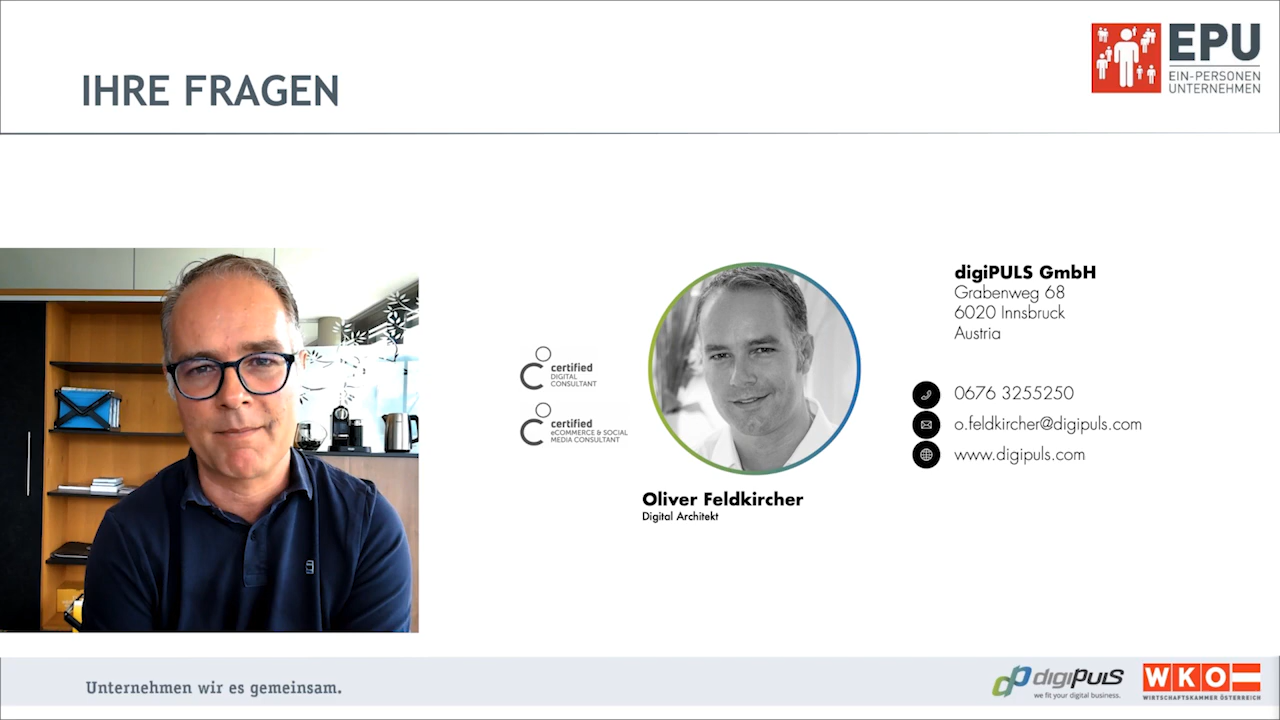 IHRE FRAGEN
EPU
EIN-PERSONEN
UNTERNEHMEN
certified
DIGITAL
CONSULTANT
certified
eCOMMERCE & SOCIAL
MEDIA CONSULTANT
Oliver Feldkircher
Digital Architekt
digiPULS GmbH
Grabenweg 68
6020 Innsbruck
Austria
0676 3255250
o.feldkircher@digipuls.com
www.digipuls.com
Unternehmen wir es gemeinsam.
digiPULS
we fit your digital business.
WKO
WIRTSCHAFTSKAMMER ÖSTERREICH